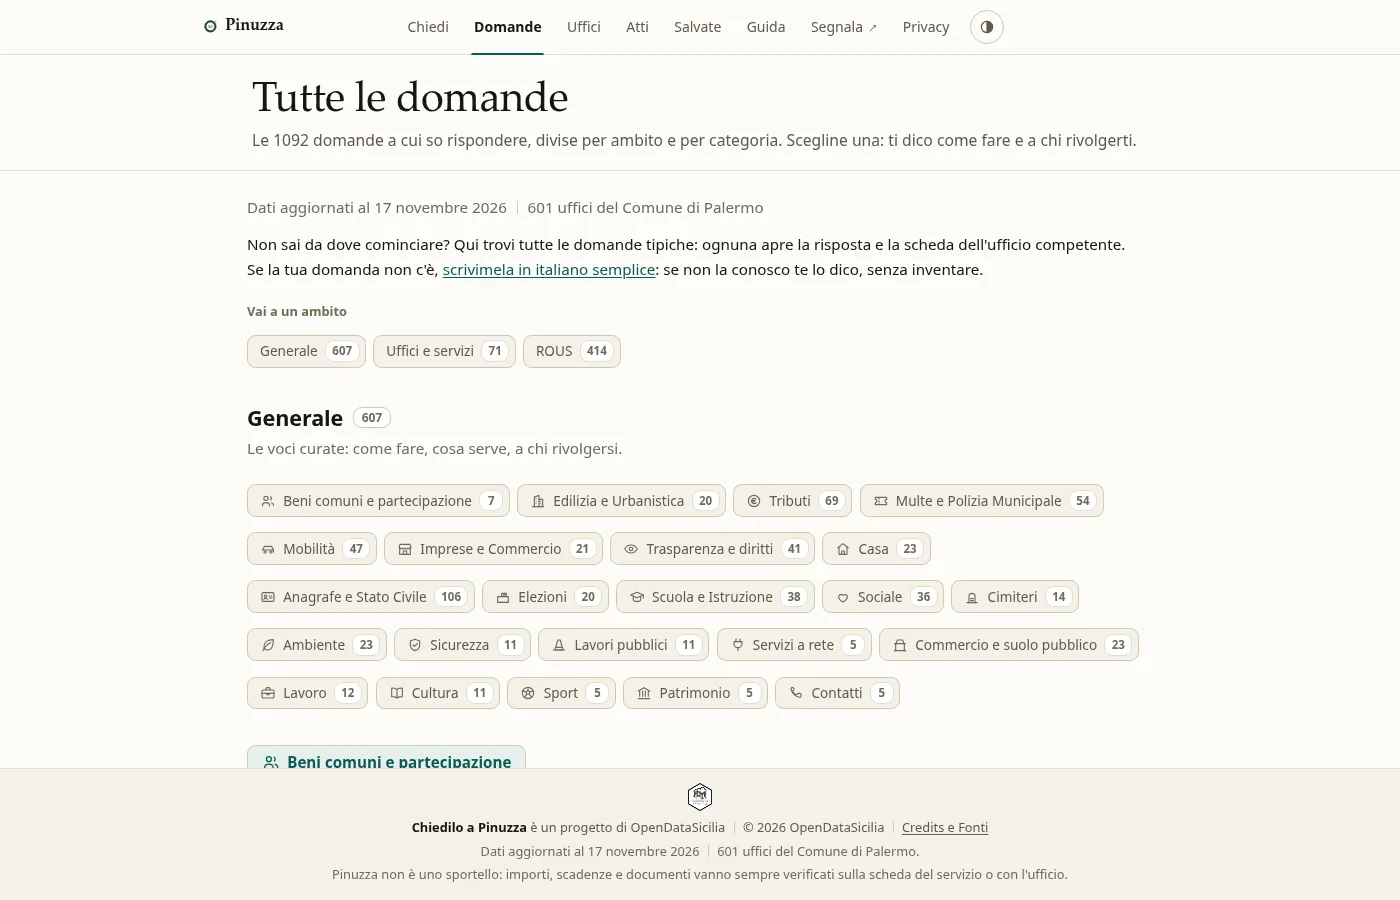 Pinuzza
Chiedi
Domande
Uffici
Atti
Salvate
Guida
Segnala ↗
Privacy
Tutte le domande
Le 1092 domande a cui so rispondere, divise per ambito e per categoria. Scegline una: ti dico come fare e a chi rivolgerti.
Dati aggiornati al 17 novembre 2026 | 601 uffici del Comune di Palermo
Non sai da dove cominciare? Qui trovi tutte le domande tipiche: ognuna apre la risposta e la scheda dell'ufficio competente.
Se la tua domanda non c'è, scrivimela in italiano semplice: se non la conosco te lo dico, senza inventare.
Vai a un ambito
Generale 607
Uffici e servizi 71
ROUS 414
Generale 607
Le voci curate: come fare, cosa serve, a chi rivolgersi.
Beni comuni e partecipazione 7
Edilizia e Urbanistica 20
Tributi 69
Multe e Polizia Municipale 54
Mobilità 47
Imprese e Commercio 21
Trasparenza e diritti 41
Casa 23
Anagrafe e Stato Civile 106
Elezioni 20
Scuola e Istruzione 38
Sociale 36
Cimiteri 14
Ambiente 23
Sicurezza 11
Lavori pubblici 11
Servizi a rete 5
Commercio e suolo pubblico 23
Lavoro 12
Cultura 11
Sport 5
Patrimonio 5
Contatti 5
Beni comuni e partecipazione
Chiedilo a Pinuzza è un progetto di OpenDataSicilia | © 2026 OpenDataSicilia | Credits e Fonti
Dati aggiornati al 17 novembre 2026 | 601 uffici del Comune di Palermo.
Pinuzza non è uno sportello: importi, scadenze e documenti vanno sempre verificati sulla scheda del servizio o con l'ufficio.